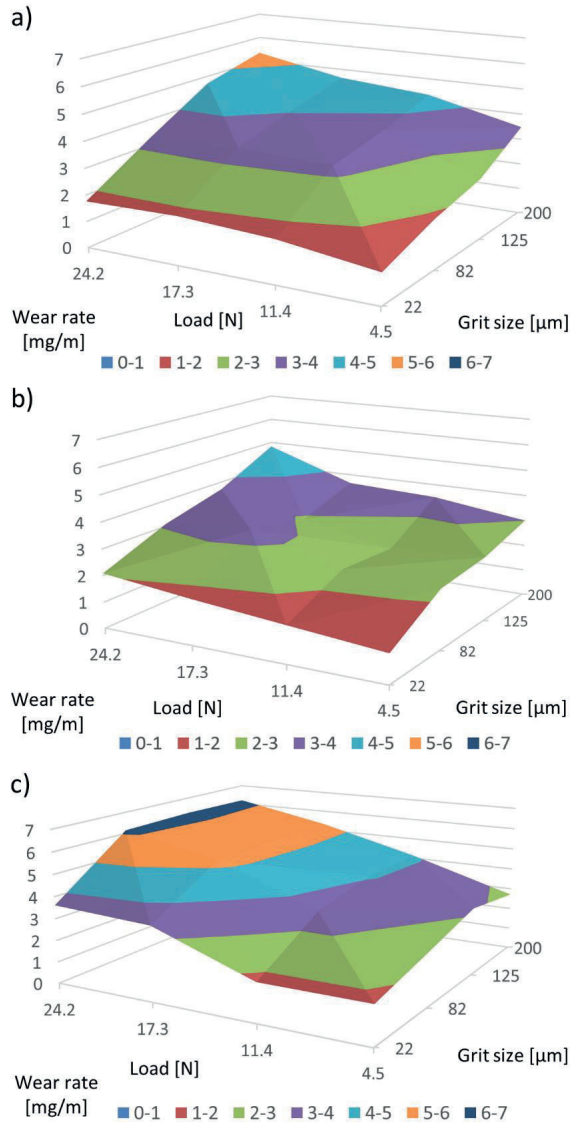 a)
7
6
5
4
3
2
1
0
24.2
17.3
11.4
4.5
22
82
125
200
Wear rate
[mg/m]
Load [N]
Grit size [µm]
0-1 1-2 2-3 3-4 4-5 5-6 6-7
b)
7
6
5
4
3
2
1
0
24.2
17.3
11.4
4.5
22
82
125
200
Wear rate
[mg/m]
Load [N]
Grit size [µm]
0-1 1-2 2-3 3-4 4-5 5-6 6-7
c)
7
6
5
4
3
2
1
0
24.2
17.3
11.4
4.5
22
82
125
200
Wear rate
[mg/m]
Load [N]
Grit size [µm]
0-1 1-2 2-3 3-4 4-5 5-6 6-7